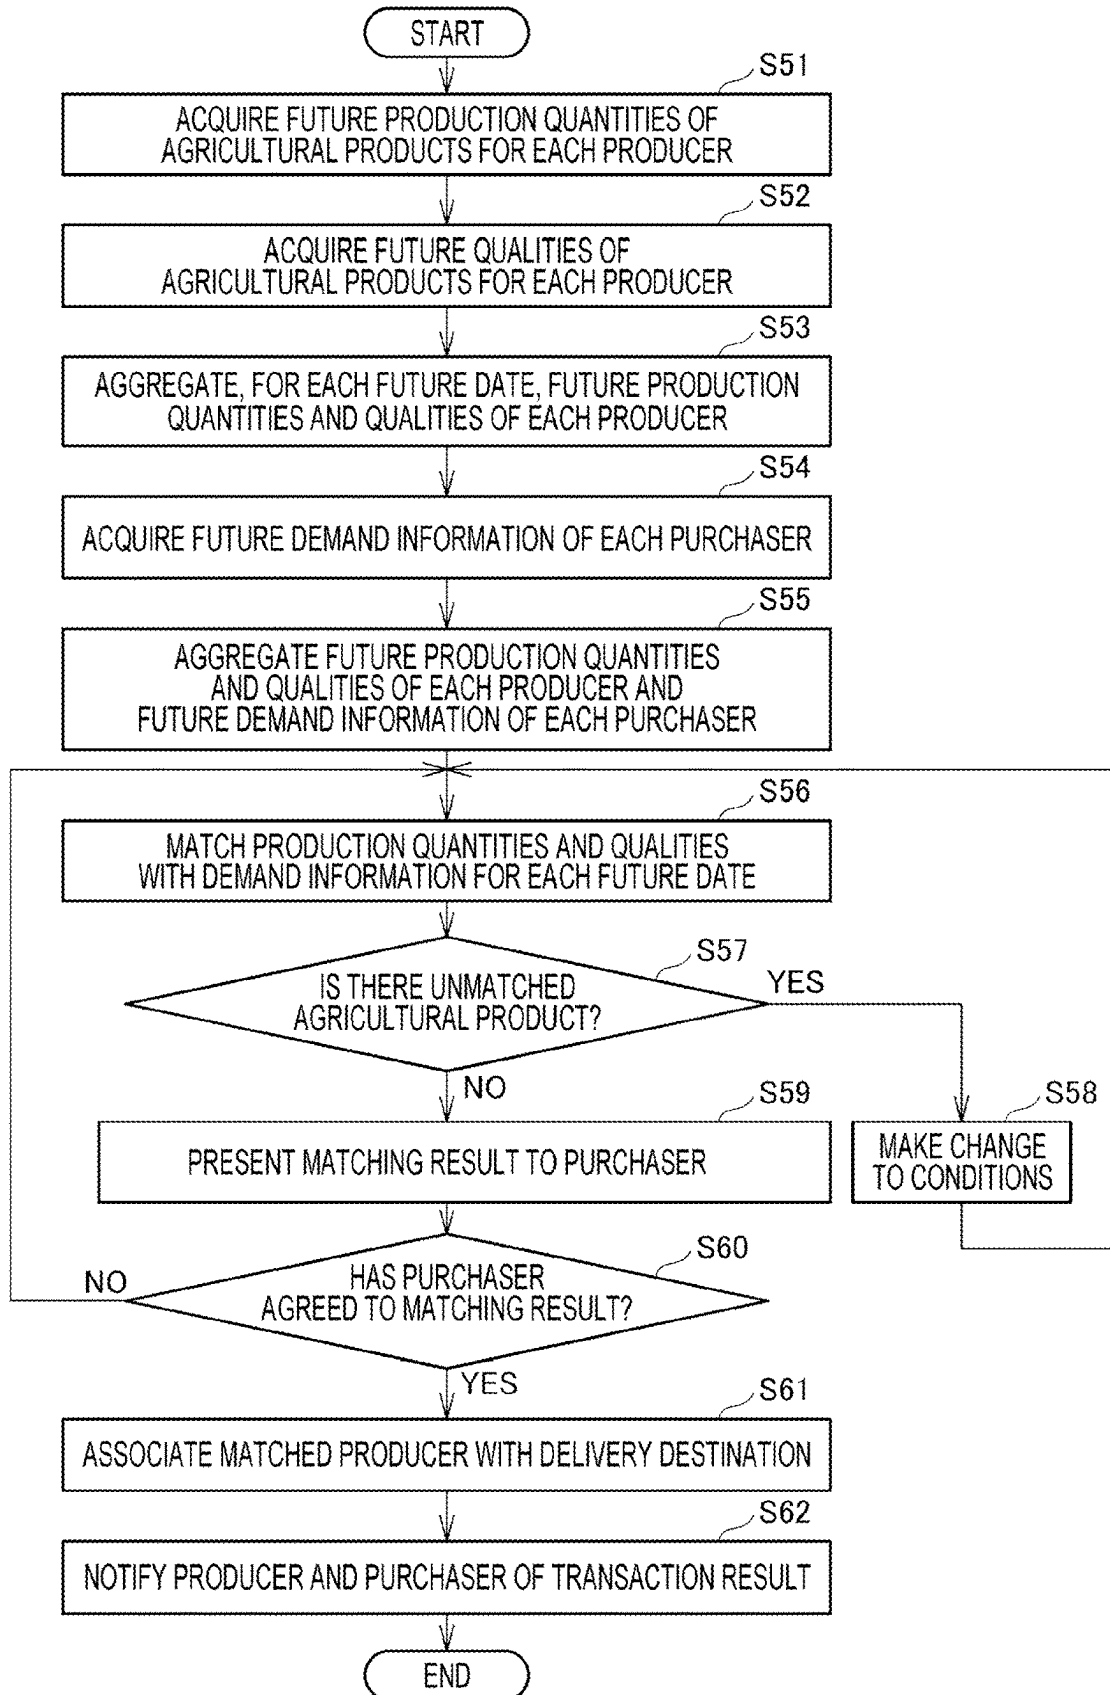 START
S51
ACQUIRE FUTURE PRODUCTION QUANTITIES OF
AGRICULTURAL PRODUCTS FOR EACH PRODUCER
S52
ACQUIRE FUTURE QUALITIES OF
AGRICULTURAL PRODUCTS FOR EACH PRODUCER
S53
AGGREGATE, FOR EACH FUTURE DATE, FUTURE PRODUCTION
QUANTITIES AND QUALITIES OF EACH PRODUCER
S54
ACQUIRE FUTURE DEMAND INFORMATION OF EACH PURCHASER
S55
AGGREGATE FUTURE PRODUCTION QUANTITIES
AND QUALITIES OF EACH PRODUCER AND
FUTURE DEMAND INFORMATION OF EACH PURCHASER
S56
MATCH PRODUCTION QUANTITIES AND QUALITIES
WITH DEMAND INFORMATION FOR EACH FUTURE DATE
S57
IS THERE UNMATCHED
AGRICULTURAL PRODUCT?
YES
NO
S58
MAKE CHANGE
TO CONDITIONS
S59
PRESENT MATCHING RESULT TO PURCHASER
S60
HAS PURCHASER
AGREED TO MATCHING RESULT?
NO
YES
S61
ASSOCIATE MATCHED PRODUCER WITH DELIVERY DESTINATION
S62
NOTIFY PRODUCER AND PURCHASER OF TRANSACTION RESULT
END